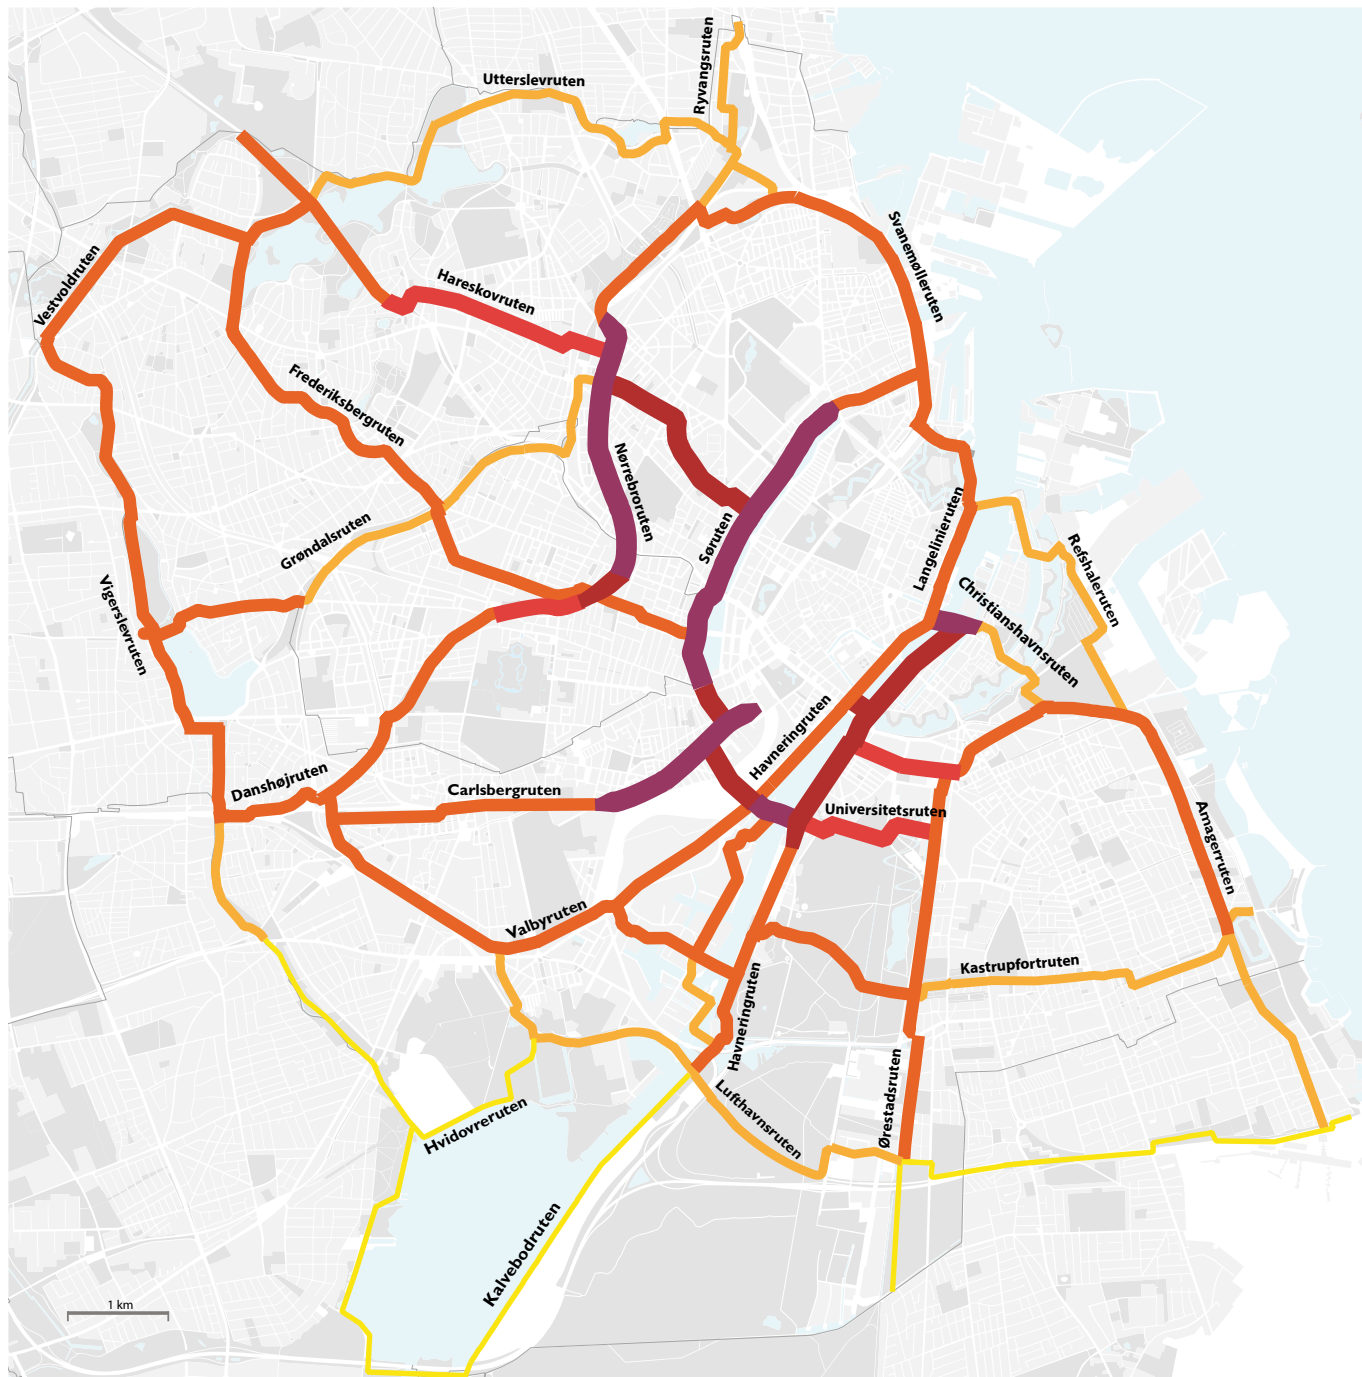 Ryvangsruten
Utterslevruten
Svanemølleruten
Vestvoldruten
Hareskovruten
Frederiksbergruten
Nørrebroruten
Søruten
Langelinieruten
Refshaleruten
Grøndalsruten
Christianshavnsruten
Vigerslevruten
Havneringruten
Danshøjruten
Carlsbergruten
Universitetsruten
Amagerruten
Valbyruten
Kastrupfortruten
Havneringruten
Ørestadsruten
Lufthavnsruten
Hvidovreruten
Kalvebodruten
1 km